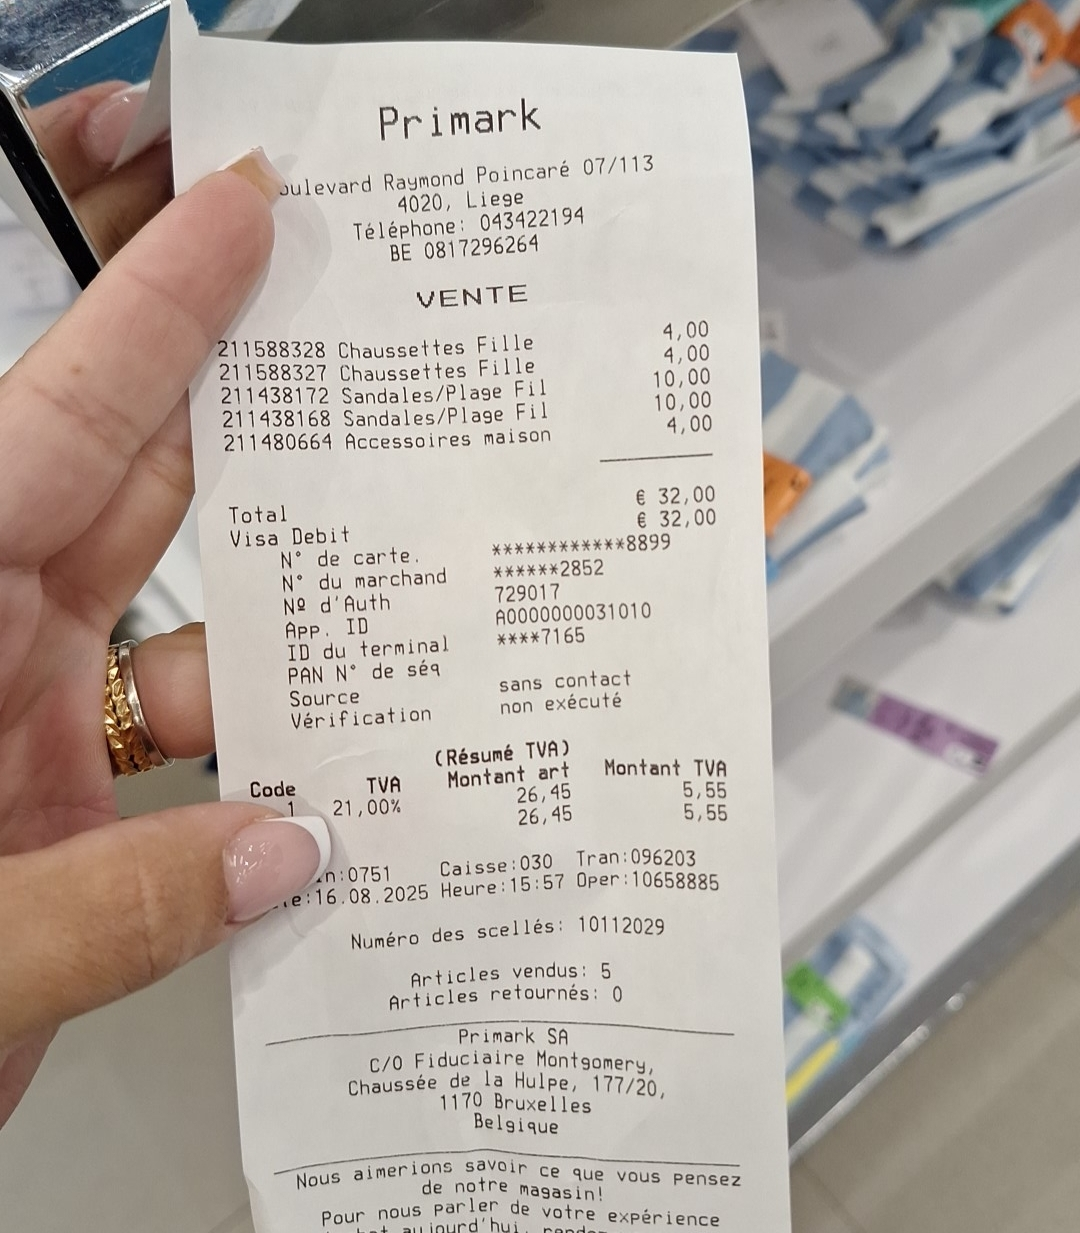 Primark
oulevard Raymond Poincaré 07/113
4020, Liege
Téléphone: 043422194
BE 0817296264
VENTE
211588328 Chaussettes Fille 4,00
211588327 Chaussettes Fille 4,00
211438172 Sandales/Plage Fil 10,00
211438168 Sandales/Plage Fil 10,00
211480664 Accessoires maison 4,00
Total € 32,00
Visa Debit € 32,00
N° de carte. ************8899
N° du marchand ******2852
Nº d'Auth 729017
App. ID A0000000031010
ID du terminal ****7165
PAN N° de séq
Source sans contact
Vérification non exécuté
(Résumé TVA)
Code TVA Montant art Montant TVA
1 21,00% 26,45 5,55
26,45 5,55
n:0751 Caisse:030 Tran:096203
e:16.08.2025 Heure:15:57 Oper:10658885
Numéro des scellés: 10112029
Articles vendus: 5
Articles retournés: 0
Primark SA
C/O Fiduciaire Montgomery,
Chaussée de la Hulpe, 177/20,
1170 Bruxelles
Belgique
Nous aimerions savoir ce que vous pensez
de notre magasin!
Pour nous parler de votre expérience
aujourd'hui,